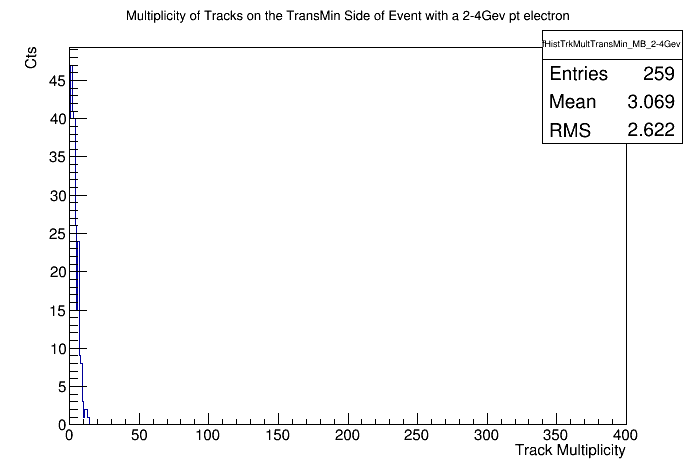 Multiplicity of Tracks on the TransMin Side of Event with a 2-4Gev pt electron
fHistTrkMultTransMin_MB_2-4Gev
Entries 259
Mean 3.069
RMS 2.622
Cts
45
40
35
30
25
20
15
10
5
0
0 50 100 150 200 250 300 350 400
Track Multiplicity